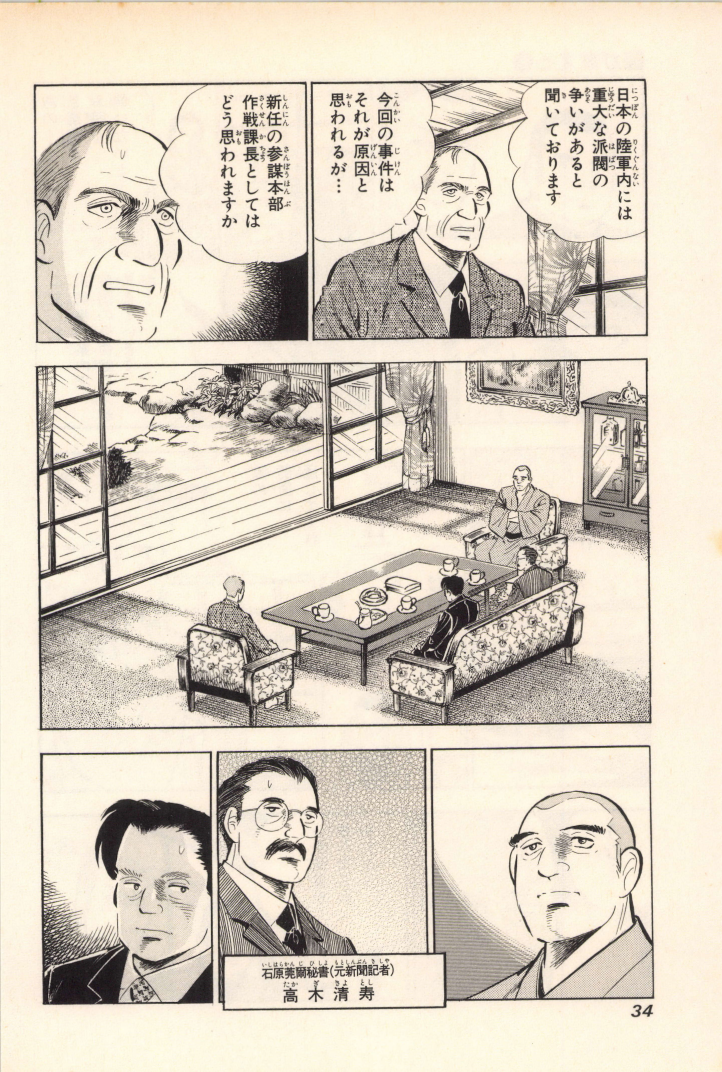 日本の陸軍内には
重大な派閥の
争いがあると
聞いております
今回の事件は
それが原因と
思われるが…
新任の参謀本部
作戦課長としては
どう思われますか
石原莞爾秘書(元新聞記者)
高木清寿
34